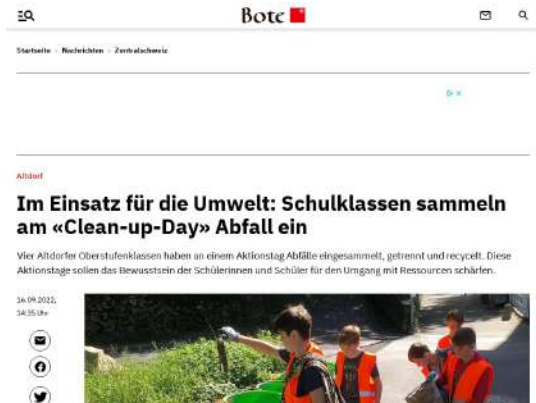 Bote
Startseite Nachrichten Zentralschweiz
Altdorf
Im Einsatz für die Umwelt: Schulklassen sammeln
am «Clean-up-Day» Abfall ein
Vier Altdorfer Oberstufenklassen haben an einem Aktionstag Abfälle eingesammelt, getrennt und recycelt. Diese
Aktionstage sollen das Bewusstsein der Schülerinnen und Schüler für den Umgang mit Ressourcen schärfen.
16.09.2022,
14:35 Uhr